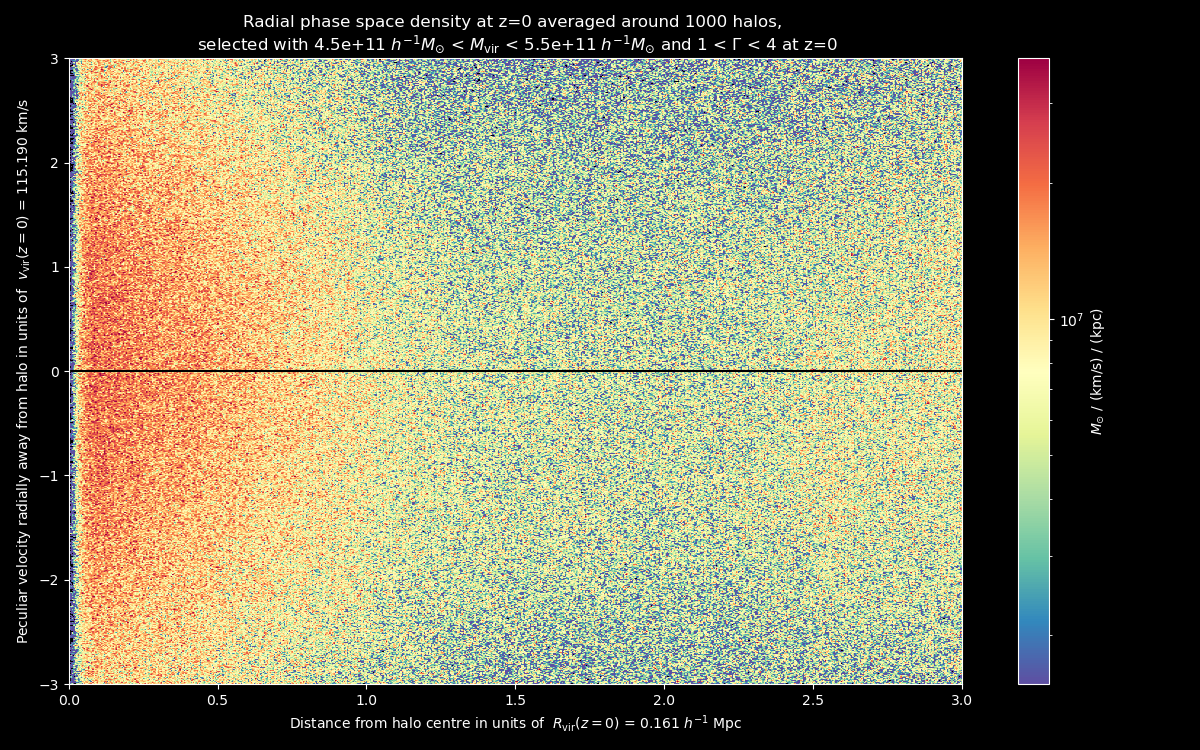 Radial phase space density at z=0 averaged around 1000 halos,
selected with 4.5e+11 h⁻¹M⊙ < Mvir < 5.5e+11 h⁻¹M⊙ and 1 < Γ < 4 at z=0
Peculiar velocity radially away from halo in units of vvir(z = 0) = 115.190 km/s
3
2
1
0
−1
−2
−3
0.0 0.5 1.0 1.5 2.0 2.5 3.0
Distance from halo centre in units of Rvir(z = 0) = 0.161 h⁻¹ Mpc
10⁷
M⊙ / (km/s) / (kpc)